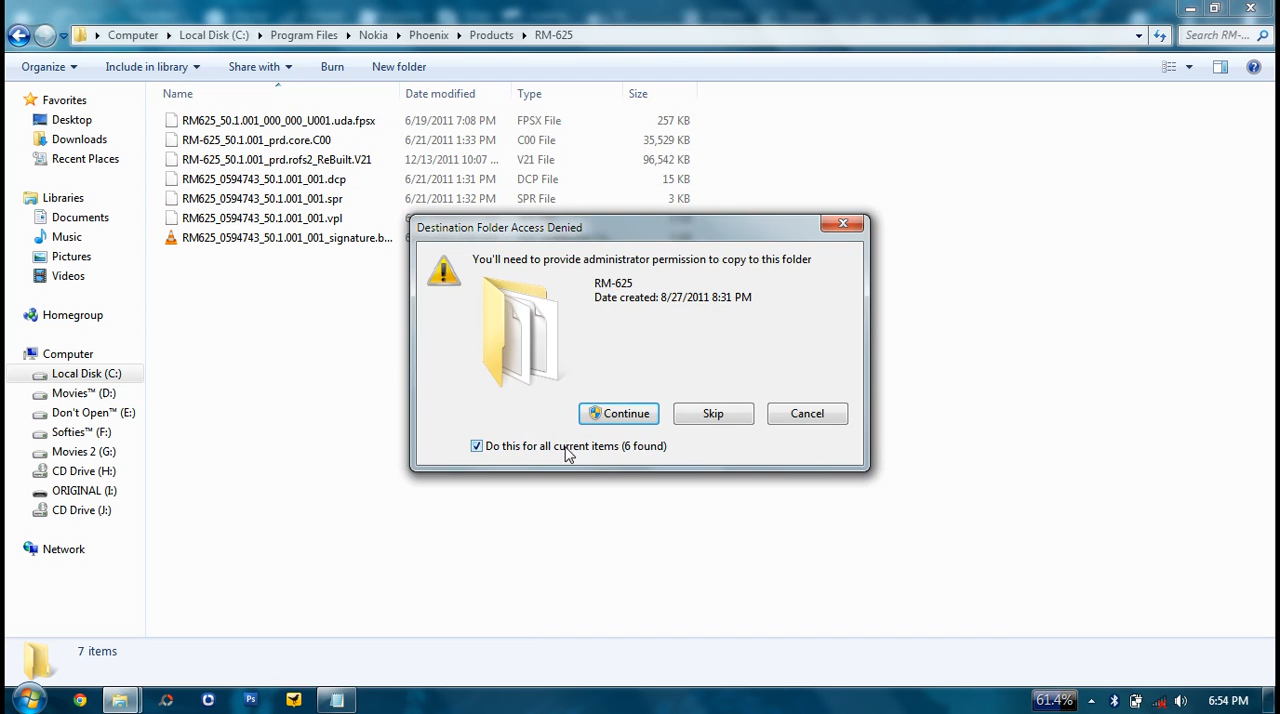 Computer Local Disk (C:) Program Files Nokia Phoenix Products RM-625 Search RM-...
Organize Include in library Share with Burn New folder
Favorites
Desktop
Downloads
Recent Places
Libraries
Documents
Music
Pictures
Videos
Homegroup
Computer
Local Disk (C:)
Movies™ (D:)
Don't Open™ (E:)
Softies™ (F:)
Movies 2 (G:)
CD Drive (H:)
ORIGINAL (I:)
CD Drive (J:)
Network
Name Date modified Type Size
RM625_50.1.001_000_000_U001.uda.fpsx 6/19/2011 7:08 PM FPSX File 257 KB
RM-625_50.1.001_prd.core.C00 6/21/2011 1:33 PM C00 File 35,529 KB
RM-625_50.1.001_prd.rofs2_ReBuilt.V21 12/13/2011 10:07 ... V21 File 96,542 KB
RM625_0594743_50.1.001_001.dcp 6/21/2011 1:31 PM DCP File 15 KB
RM625_0594743_50.1.001_001.spr 6/21/2011 1:32 PM SPR File 3 KB
RM625_0594743_50.1.001_001.vpl
RM625_0594743_50.1.001_001_signature.b...
Destination Folder Access Denied
You'll need to provide administrator permission to copy to this folder
RM-625
Date created: 8/27/2011 8:31 PM
Continue Skip Cancel
Do this for all current items (6 found)
7 items
Ps 61.4% 6:54 PM